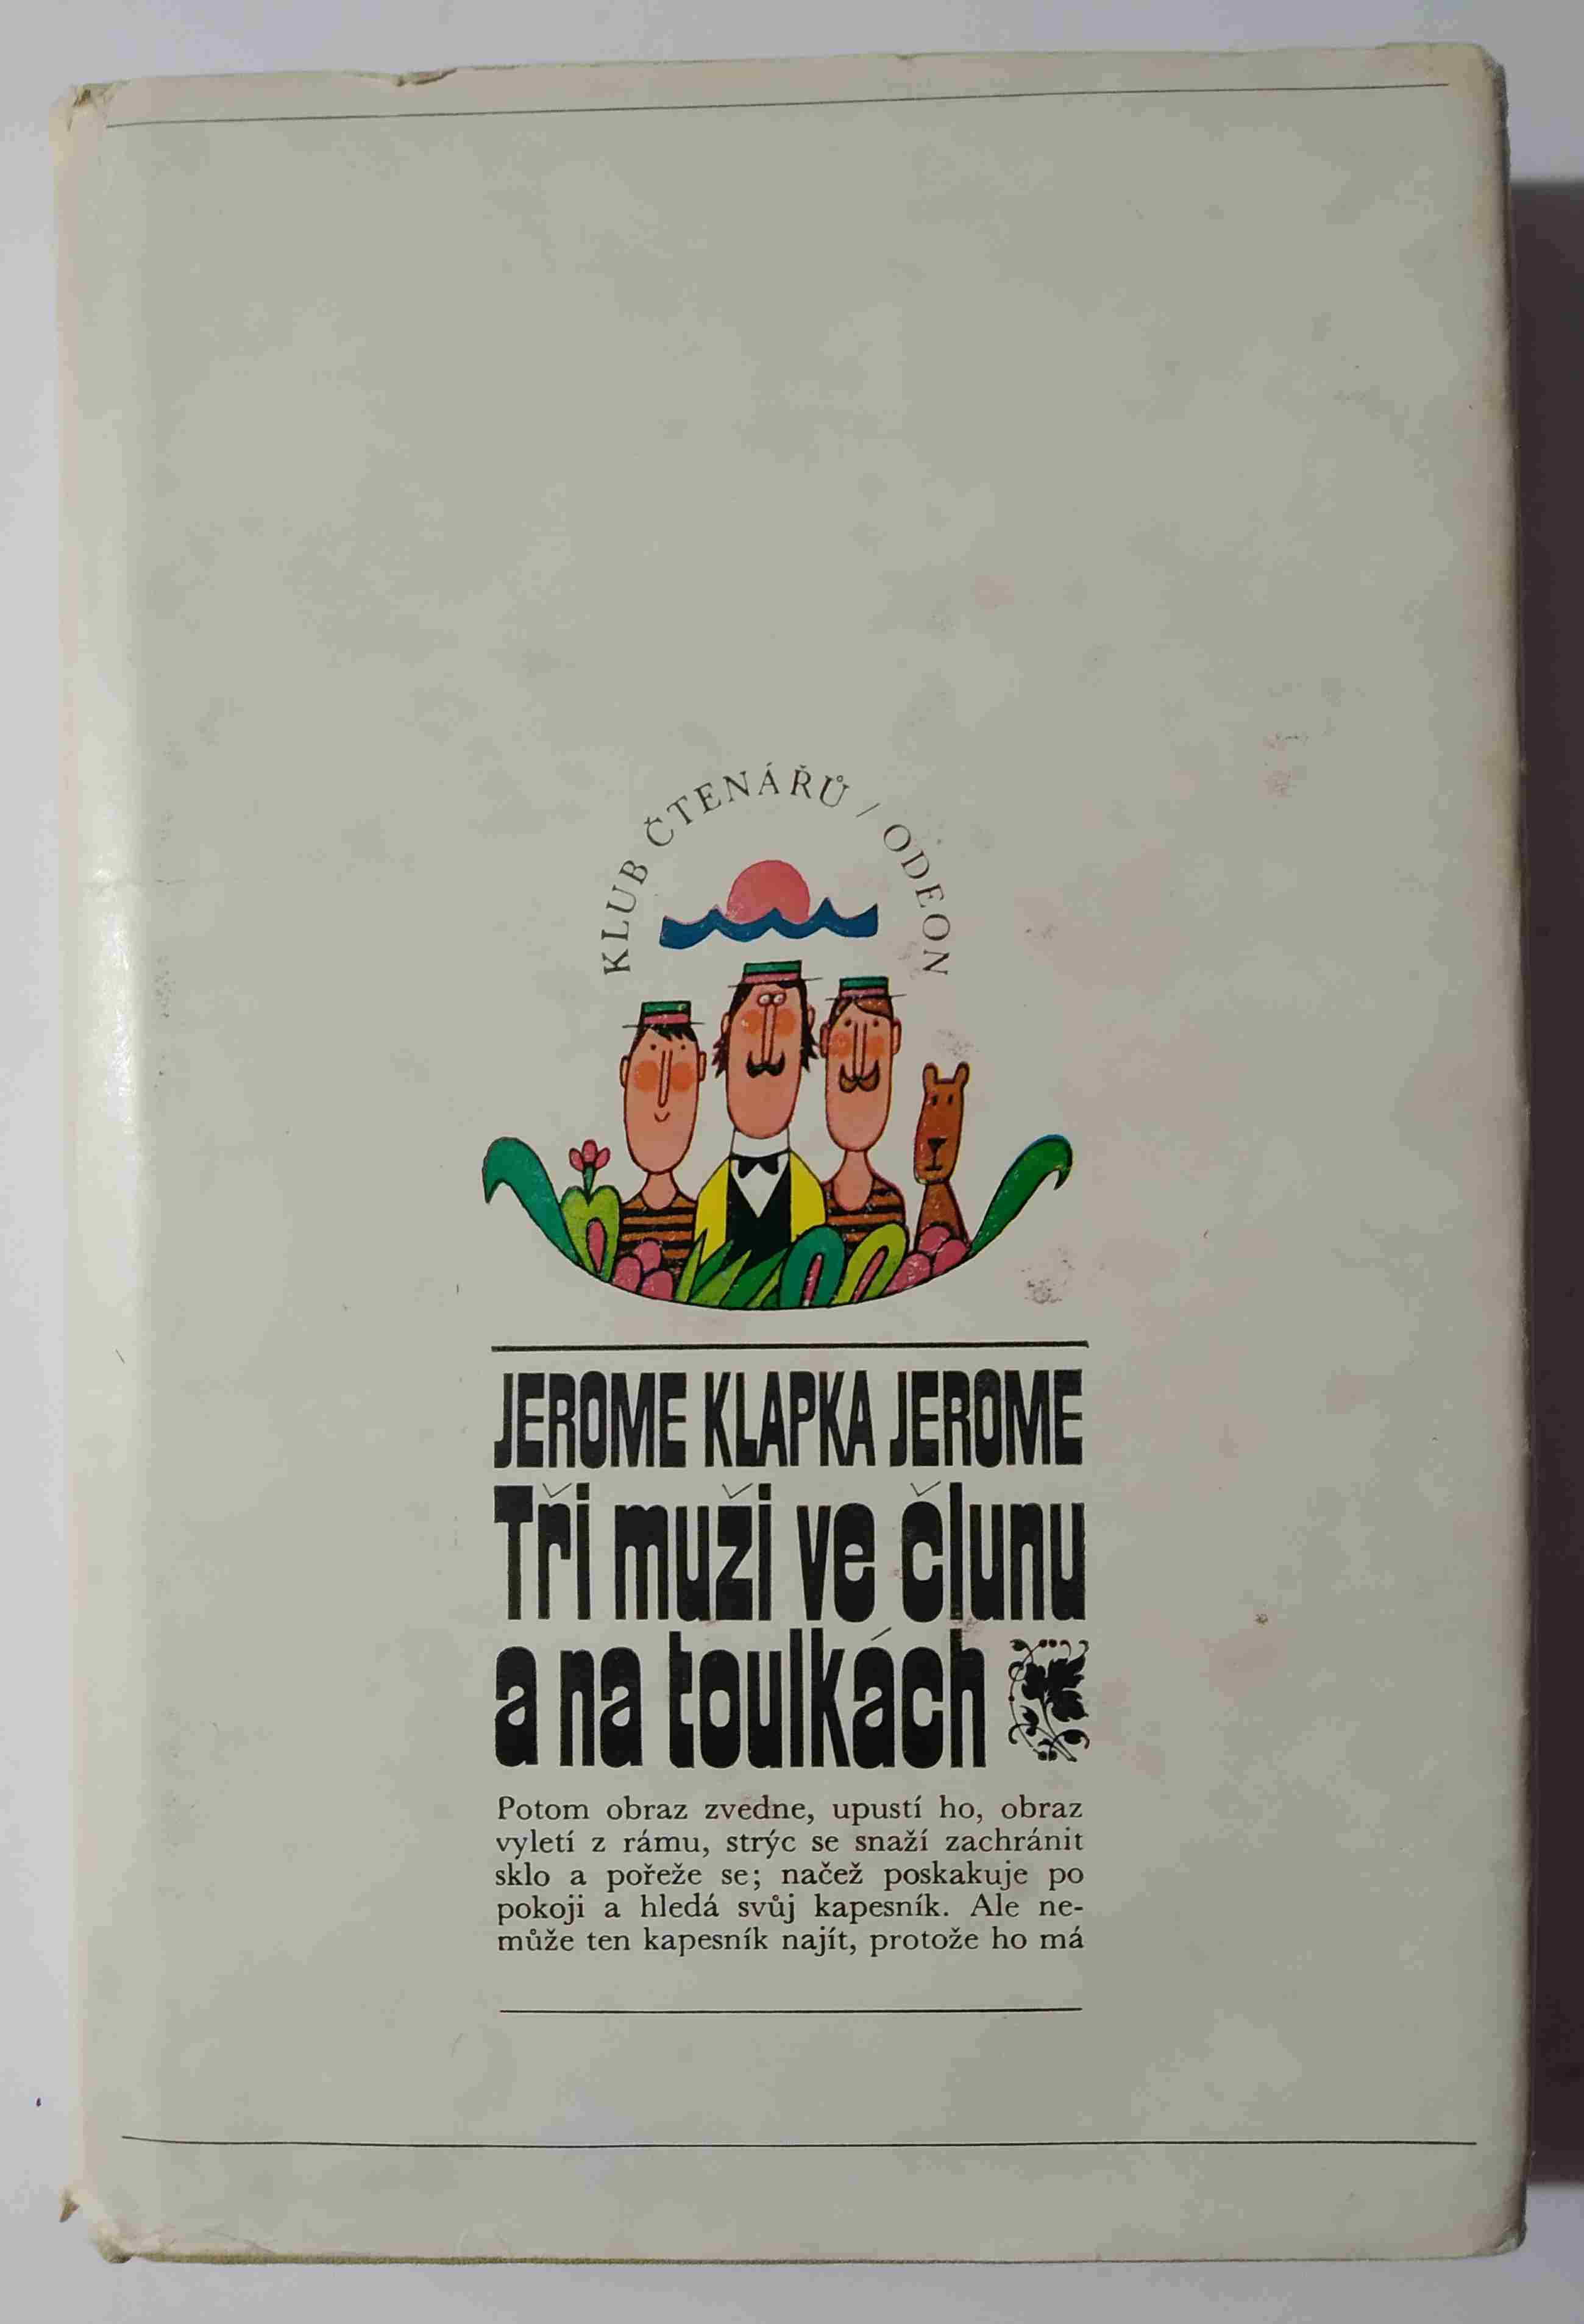 KLUB ČTENÁŘŮ / ODEON
JEROME KLAPKA JEROME
Tři muži ve člunu
a na toulkách
Potom obraz zvedne, upustí ho, obraz
vyletí z rámu, strýc se snaží zachránit
sklo a pořeže se; načež poskakuje po
pokoji a hledá svůj kapesník. Ale ne-
může ten kapesník najít, protože ho má